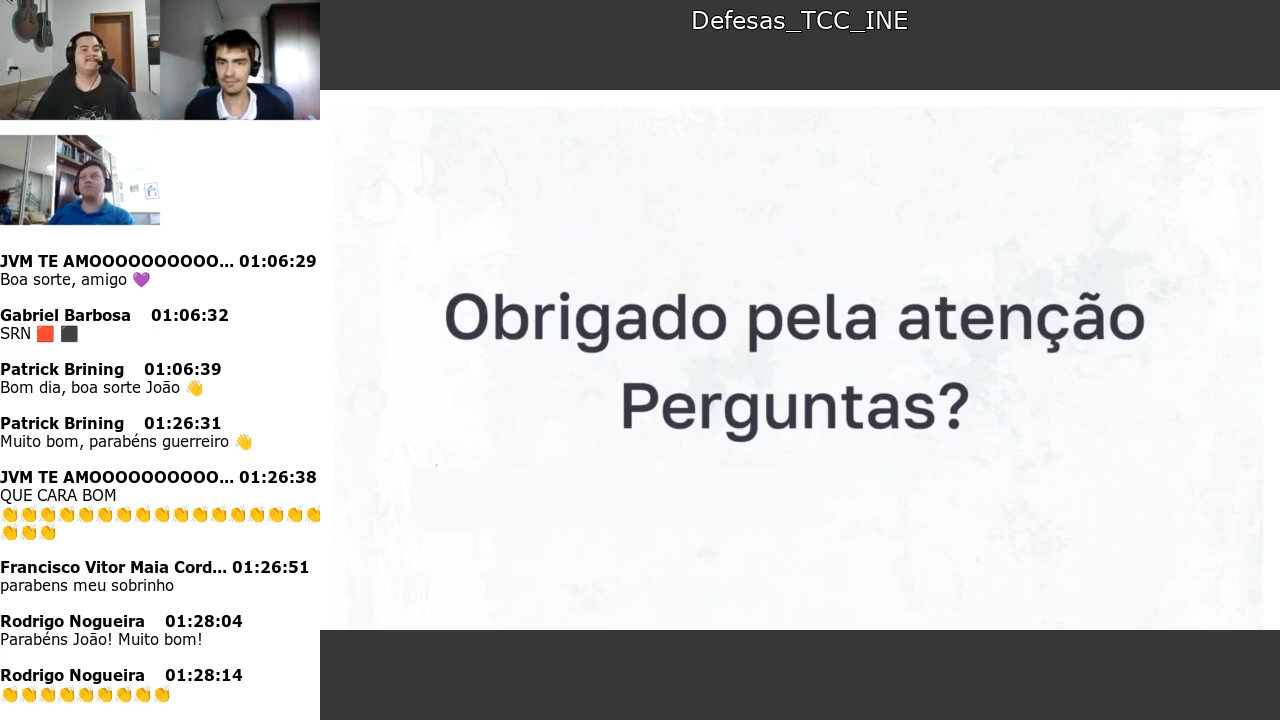 Defesas_TCC_INE
JVM TE AMOOOOOOOOOO... 01:06:29
Boa sorte, amigo 💜
Gabriel Barbosa 01:06:32
SRN 🟥 ⬛
Patrick Brining 01:06:39
Bom dia, boa sorte João 👋
Patrick Brining 01:26:31
Muito bom, parabéns guerreiro 👋
JVM TE AMOOOOOOOOOO... 01:26:38
QUE CARA BOM
👏👏👏👏👏👏👏👏👏👏👏👏👏👏👏👏👏
👏👏👏
Francisco Vitor Maia Cord... 01:26:51
parabens meu sobrinho
Rodrigo Nogueira 01:28:04
Parabéns João! Muito bom!
Rodrigo Nogueira 01:28:14
👏👏👏👏👏👏👏👏👏
Obrigado pela atenção
Perguntas?